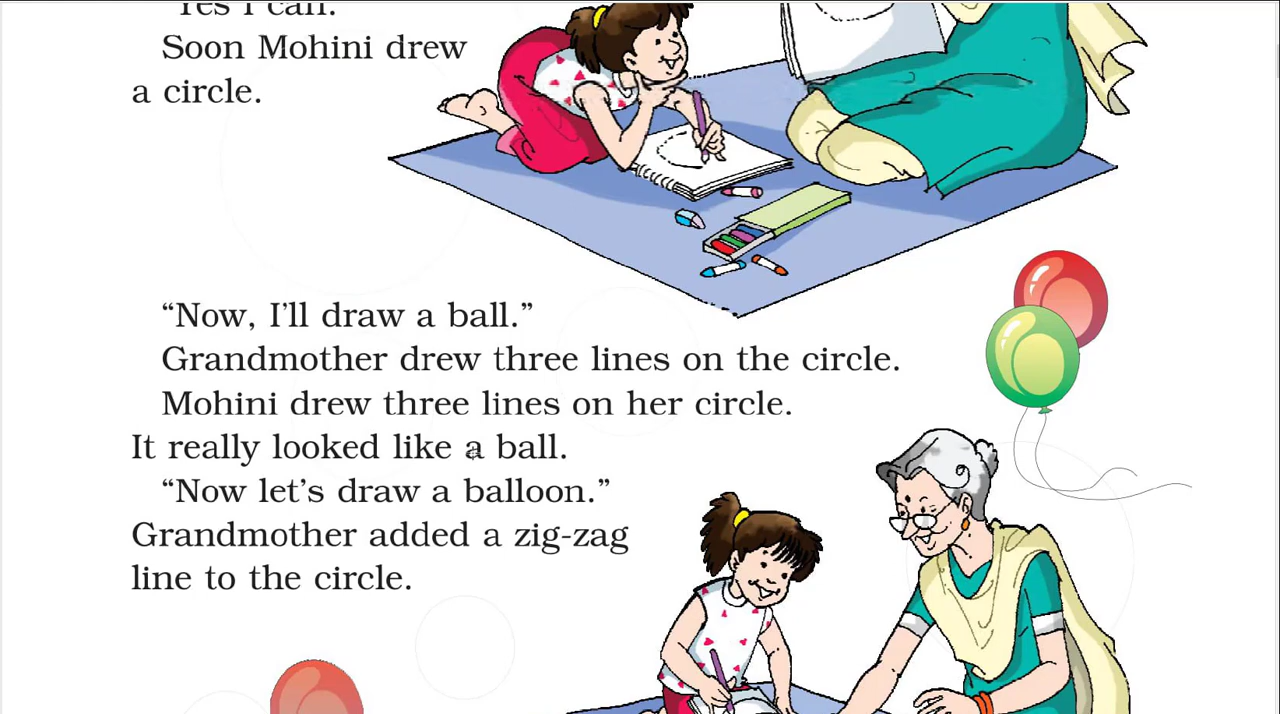 "Yes I can."
Soon Mohini drew
a circle.
“Now, I’ll draw a ball.”
Grandmother drew three lines on the circle.
Mohini drew three lines on her circle.
It really looked like a ball.
“Now let’s draw a balloon.”
Grandmother added a zig-zag
line to the circle.